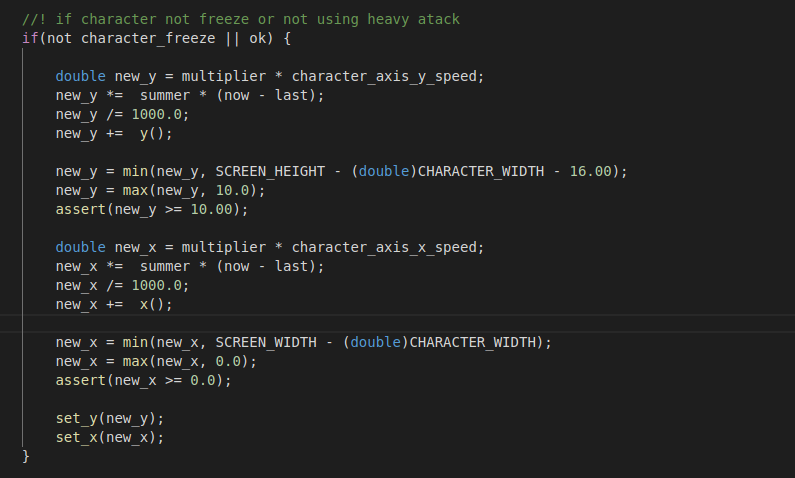 //! if character not freeze or not using heavy atack
if(not character_freeze || ok) {
double new_y = multiplier * character_axis_y_speed;
new_y *=  summer * (now - last);
new_y /= 1000.0;
new_y +=  y();
new_y = min(new_y, SCREEN_HEIGHT - (double)CHARACTER_WIDTH - 16.00);
new_y = max(new_y, 10.0);
assert(new_y >= 10.00);
double new_x = multiplier * character_axis_x_speed;
new_x *=  summer * (now - last);
new_x /= 1000.0;
new_x +=  x();
new_x = min(new_x, SCREEN_WIDTH - (double)CHARACTER_WIDTH);
new_x = max(new_x, 0.0);
assert(new_x >= 0.0);
set_y(new_y);
set_x(new_x);
}